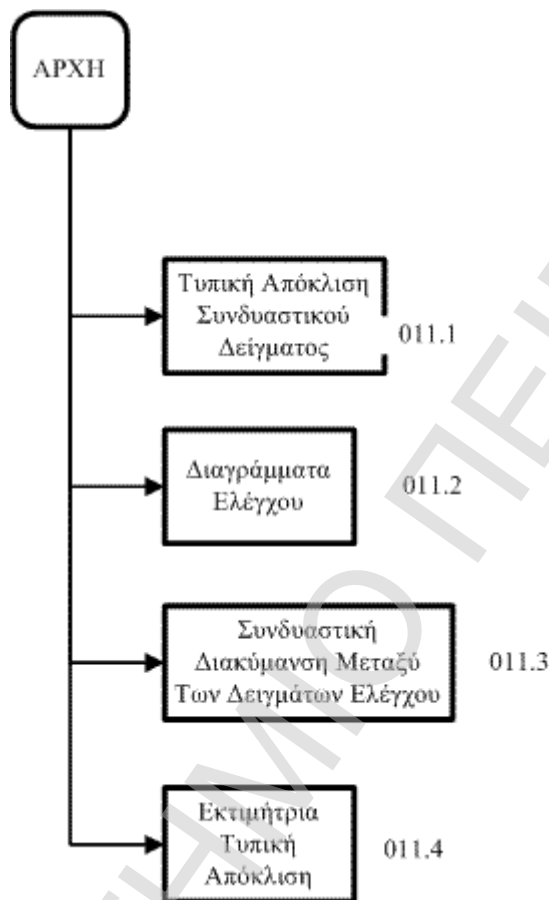 ΑΡΧΗ
Τυπική Απόκλιση
Συνδυαστικού
Δείγματος
011.1
Διαγράμματα
Ελέγχου
011.2
Συνδυαστική
Διακύμανση Μεταξύ
Των Δειγμάτων Ελέγχου
011.3
Εκτιμήτρια
Τυπική
Απόκλιση
011.4